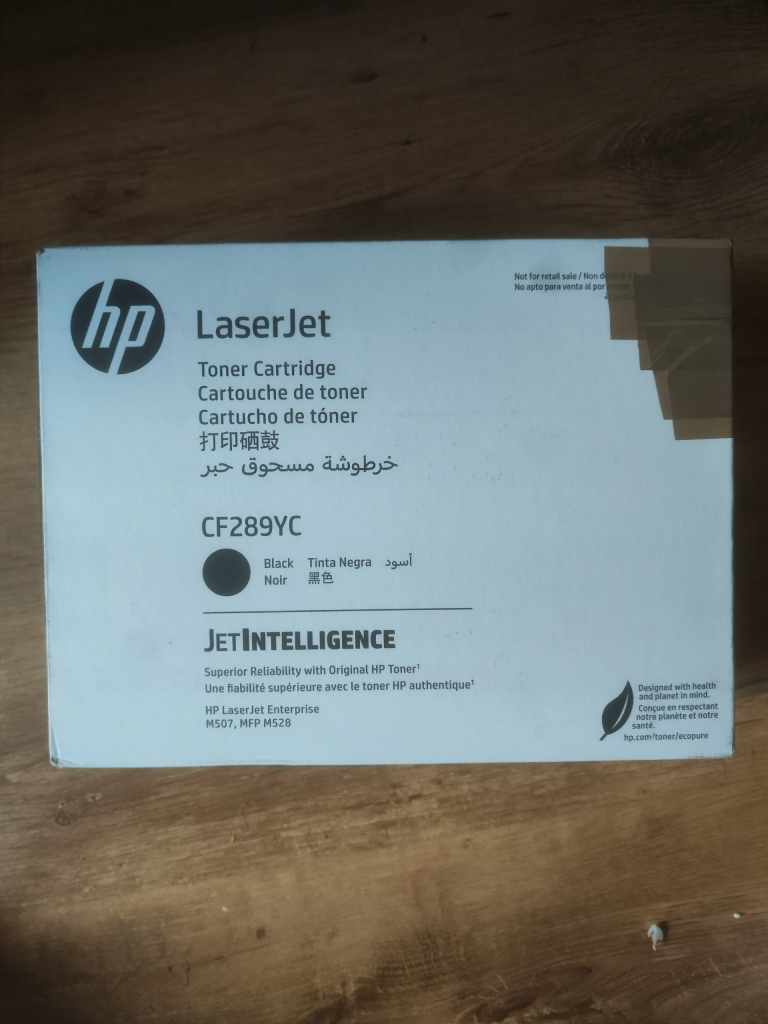 hp
LaserJet
Not for retail sale / Non
No apto para venta al por
Toner Cartridge
Cartouche de toner
Cartucho de tóner
打印硒鼓
خرطوشة مسحوق حبر
CF289YC
Black Tinta Negra أسود
Noir 黑色
JETINTELLIGENCE
Superior Reliability with Original HP Toner¹
Une fiabilité supérieure avec le toner HP authentique¹
HP LaserJet Enterprise
M507, MFP M528
Designed with health
and planet in mind.
Conçue en respectant
notre planète et notre
santé.
hp.com/toner/ecopure